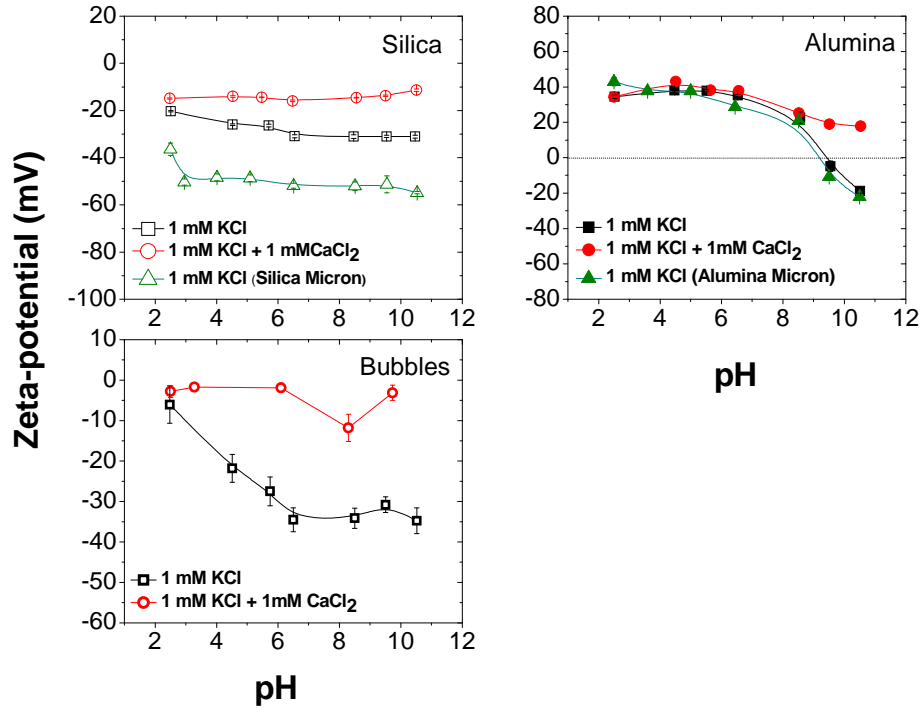 Zeta-potential (mV)
Silica
20
0
-20
-40
-60
-80
-100
1 mM KCl
1 mM KCl + 1 mMCaCl2
1 mM KCl (Silica Micron)
2 4 6 8 10 12
Alumina
80
60
40
20
0
-20
-40
-60
-80
1 mM KCl
1 mM KCl + 1mM CaCl2
1 mM KCl (Alumina Micron)
2 4 6 8 10 12
pH
Bubbles
10
0
-10
-20
-30
-40
-50
-60
1 mM KCl
1 mM KCl + 1mM CaCl2
2 4 6 8 10 12
pH